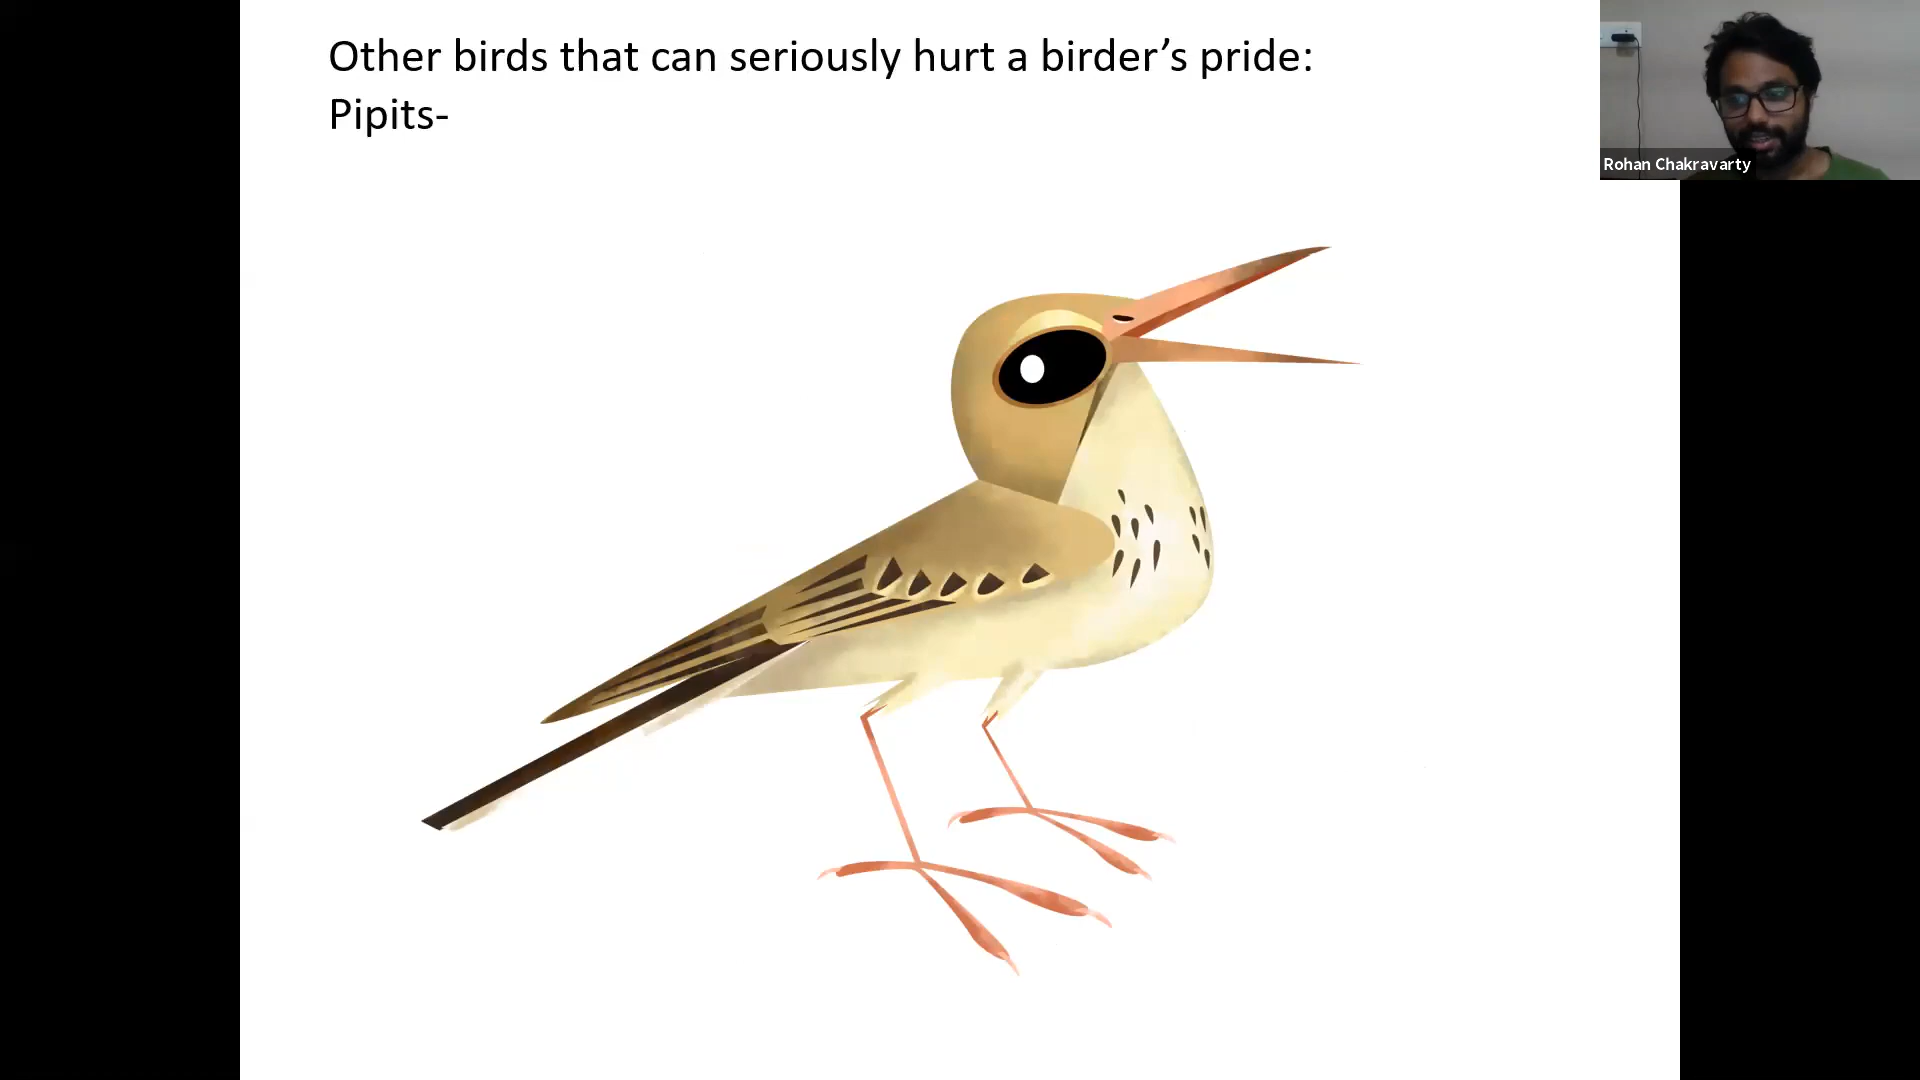 Other birds that can seriously hurt a birder’s pride:
Pipits-
Rohan Chakravarty